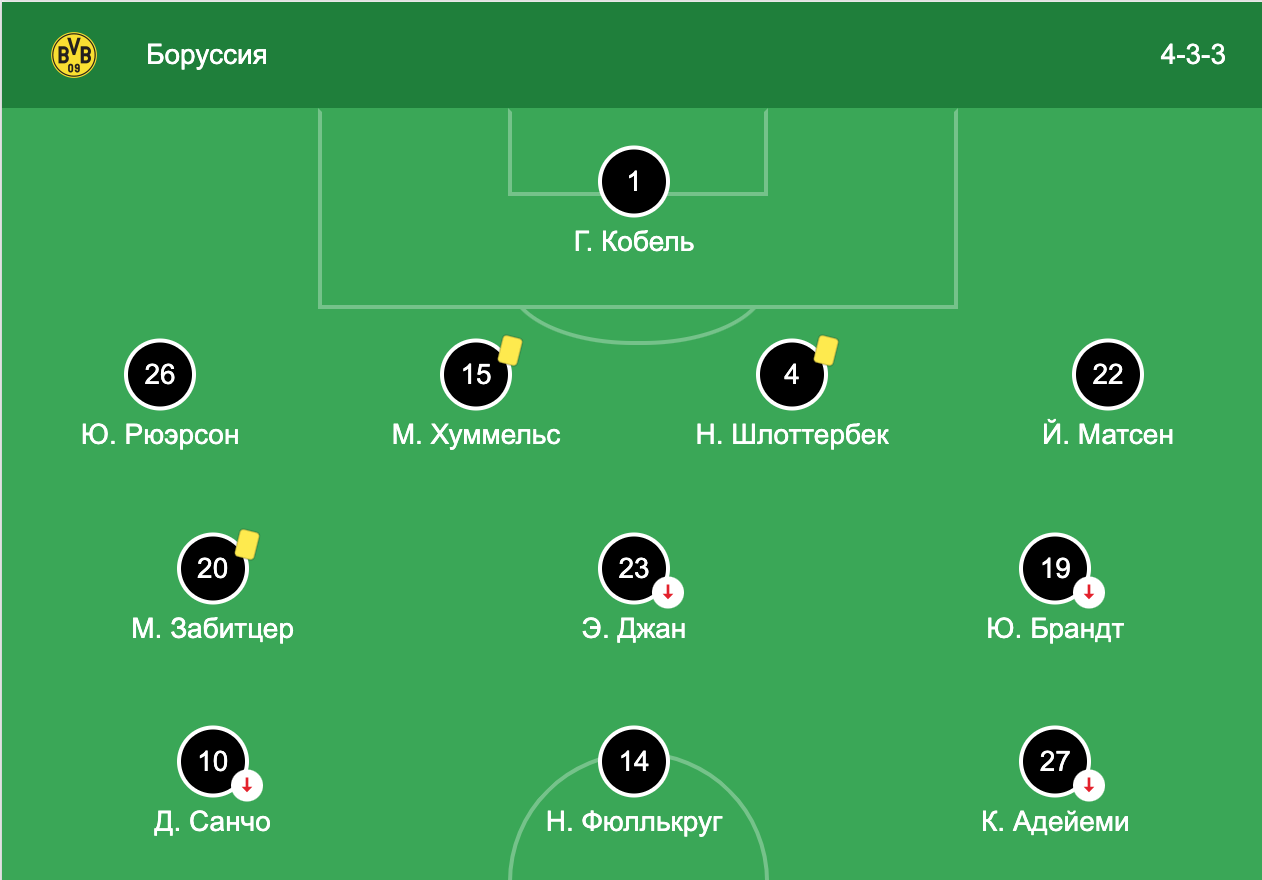 BVB
09
Боруссия
4-3-3
1
Г. Кобель
26
15
4
22
Ю. Рюэрсон
М. Хуммельс
Н. Шлоттербек
Й. Матсен
20
23
19
М. Забитцер
Э. Джан
Ю. Брандт
10
14
27
Д. Санчо
Н. Фюллькруг
К. Адейеми